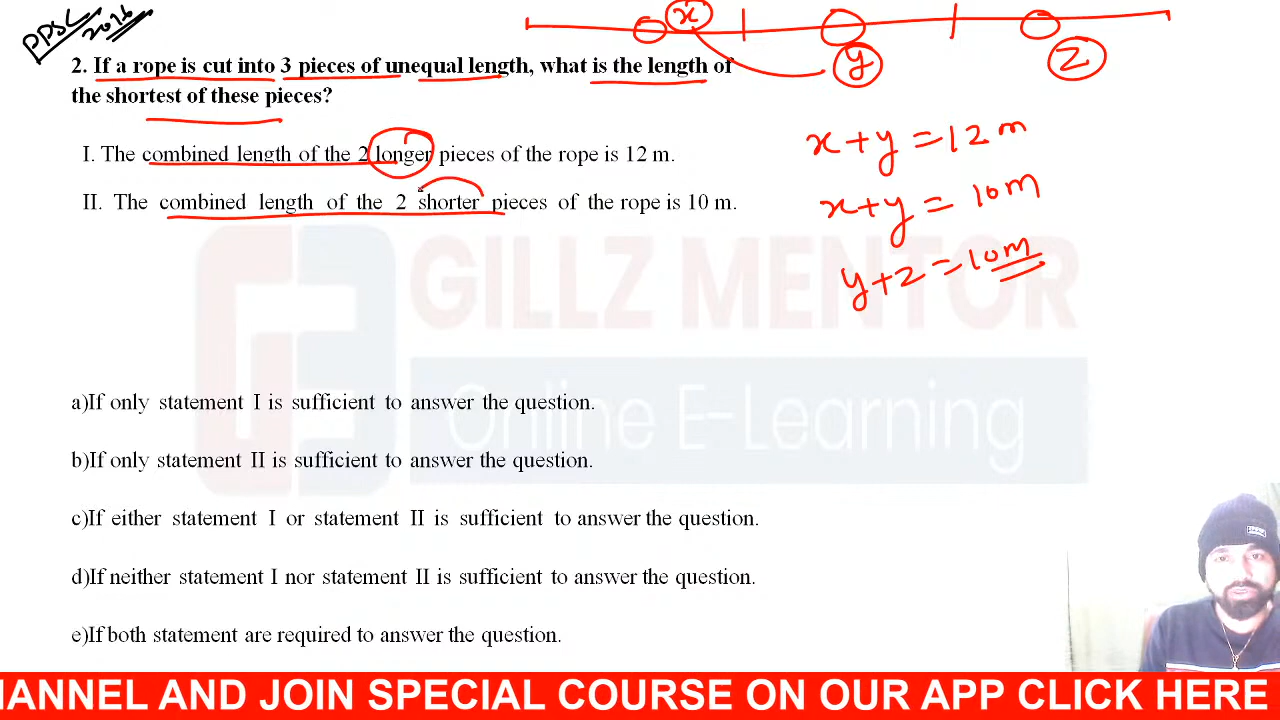 PPSC 2026
x
y
z
2. If a rope is cut into 3 pieces of unequal length, what is the length of
the shortest of these pieces?
I. The combined length of the 2 longer pieces of the rope is 12 m.
II. The combined length of the 2 shorter pieces of the rope is 10 m.
x+y=12m
x+y=10m
y+z=10m
GILLZ MENTOR
Online E-Learning
a)If only statement I is sufficient to answer the question.
b)If only statement II is sufficient to answer the question.
c)If either statement I or statement II is sufficient to answer the question.
d)If neither statement I nor statement II is sufficient to answer the question.
e)If both statement are required to answer the question.
HANNEL AND JOIN SPECIAL COURSE ON OUR APP CLICK HERE